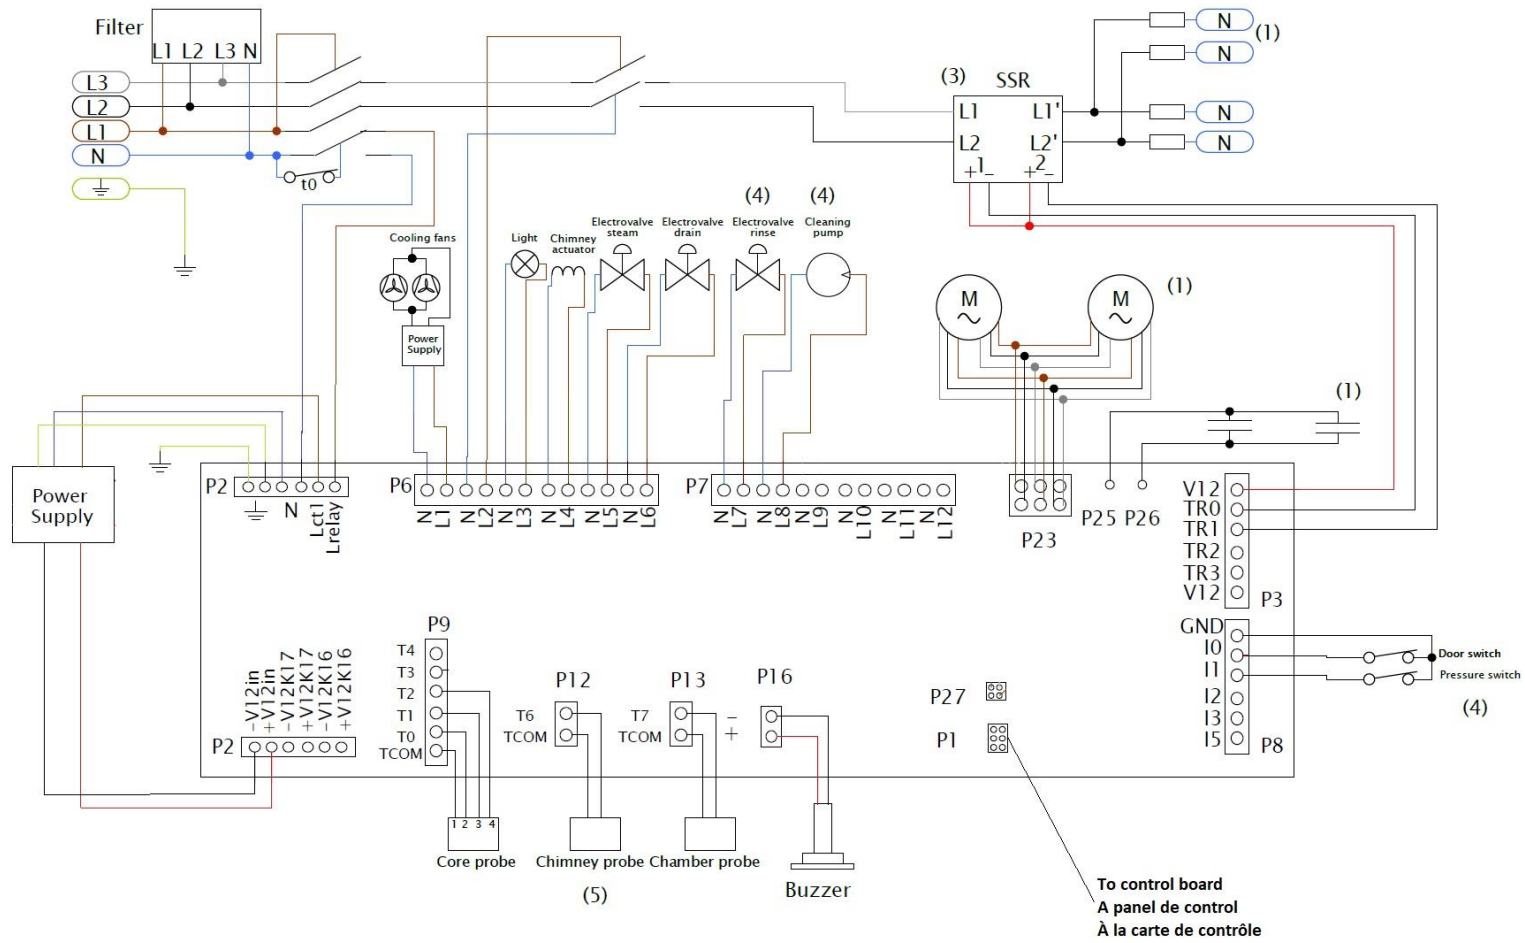 Filter
L1 L2 L3 N
L3
L2
L1
N
t0
(3)
SSR
L1 L1'
L2 L2'
+1- +2-
N
(1)
N
N
N
Cooling fans
Power
Supply
Light
Chimney
actuator
Electrovalve
steam
Electrovalve
drain
(4)
Electrovalve
rinse
(4)
Cleaning
pump
M
M
(1)
(1)
Power
Supply
P2
N
Lct1
Lrelay
P6
N
L1
N
L2
N
L3
N
L4
N
L5
N
L6
P7
N
L7
N
L8
N
L9
N
L10
N
L11
N
L12
P23
P25 P26
V12
TR0
TR1
TR2
TR3
V12
P3
GND
I0
I1
I2
I3
I5
P8
Door switch
Pressure switch
(4)
-V12in
+V12in
-V12K17
+V12K17
-V12K16
+V12K16
P2
P9
T4
T3
T2
T1
T0
TCOM
1 2 3 4
Core probe
P12
T6
TCOM
Chimney probe
(5)
P13
T7
TCOM
Chamber probe
P16
-
+
Buzzer
P27
P1
To control board
A panel de control
À la carte de contrôle